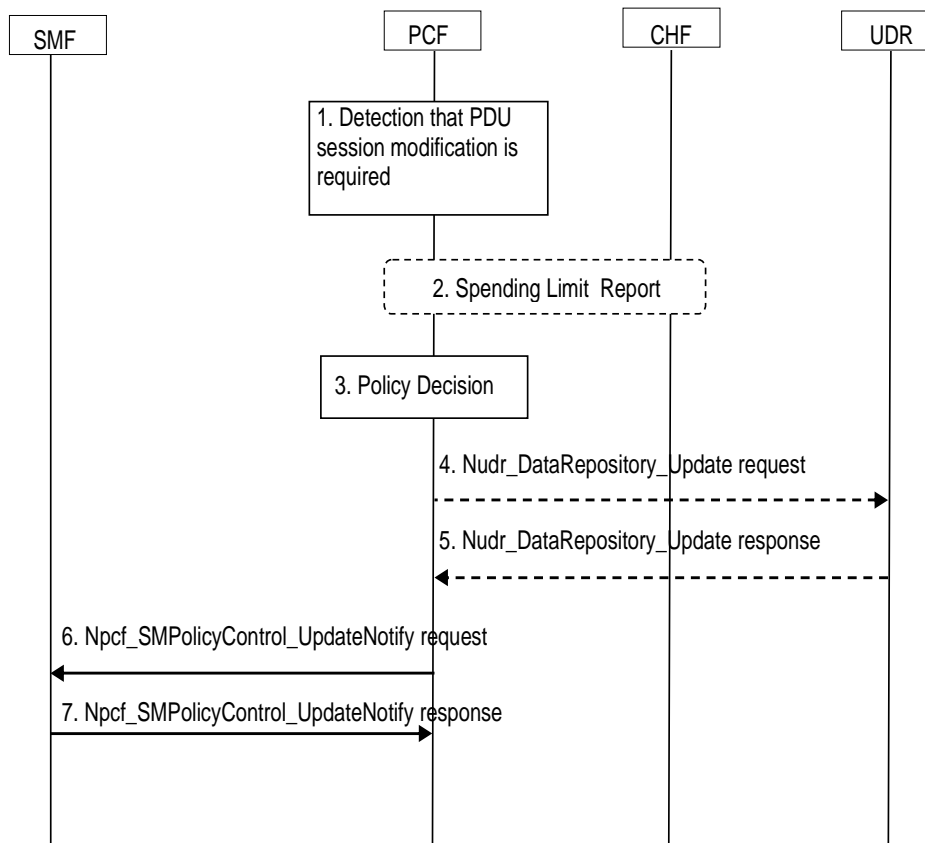 SMF
PCF
CHF
UDR
1. Detection that PDU
session modification is
required
2. Spending Limit Report
3. Policy Decision
4. Nudr_DataRepository_Update request
5. Nudr_DataRepository_Update response
6. Npcf_SMPolicyControl_UpdateNotify request
7. Npcf_SMPolicyControl_UpdateNotify response